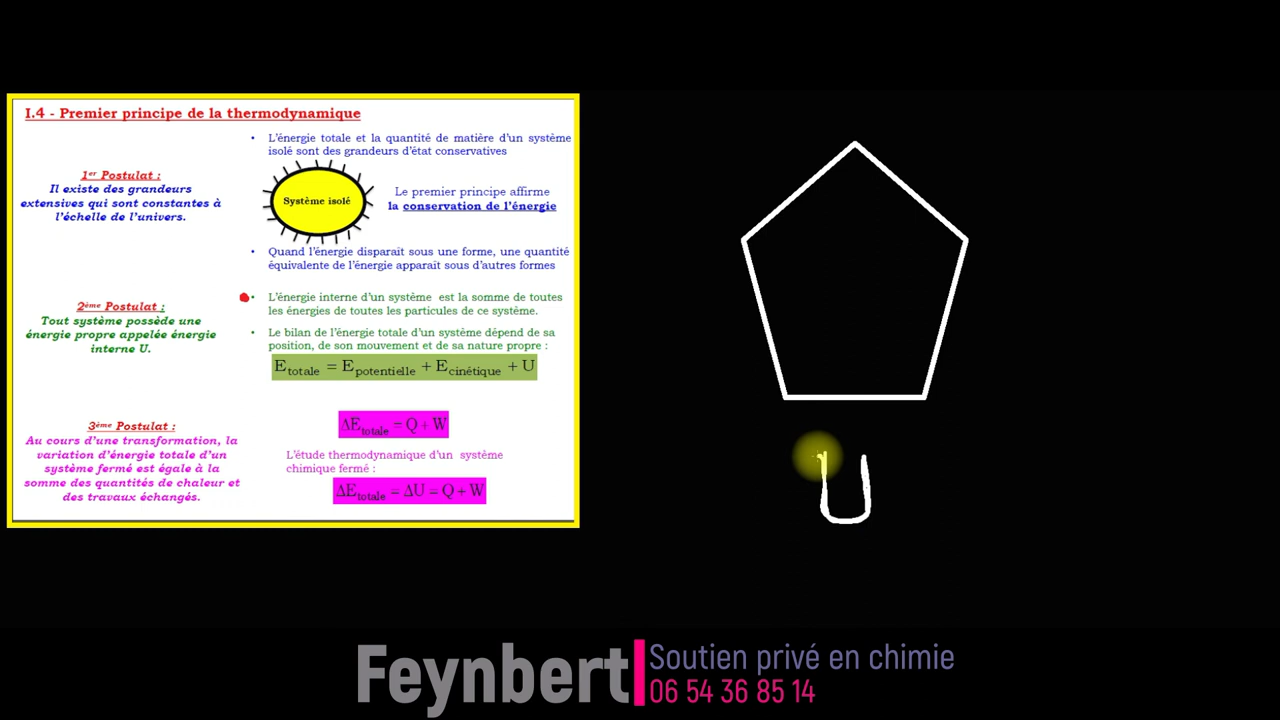 I.4 - Premier principe de la thermodynamique
1er Postulat :
Il existe des grandeurs
extensives qui sont constantes à
l'échelle de l'univers.
• L'énergie totale et la quantité de matière d'un système
isolé sont des grandeurs d'état conservatives
Système isolé
Le premier principe affirme
la conservation de l'énergie
• Quand l'énergie disparaît sous une forme, une quantité
équivalente de l'énergie apparaît sous d'autres formes
2ème Postulat :
Tout système possède une
énergie propre appelée énergie
interne U.
• L'énergie interne d'un système est la somme de toutes
les énergies de toutes les particules de ce système.
• Le bilan de l'énergie totale d'un système dépend de sa
position, de son mouvement et de sa nature propre :
Etotale = Epotentielle + Ecinétique + U
3ème Postulat :
Au cours d'une transformation, la
variation d'énergie totale d'un
système fermé est égale à la
somme des quantités de chaleur et
des travaux échangés.
ΔEtotale = Q + W
L'étude thermodynamique d'un système
chimique fermé :
ΔEtotale = ΔU = Q + W
U
Feynbert
Soutien privé en chimie
06 54 36 85 14